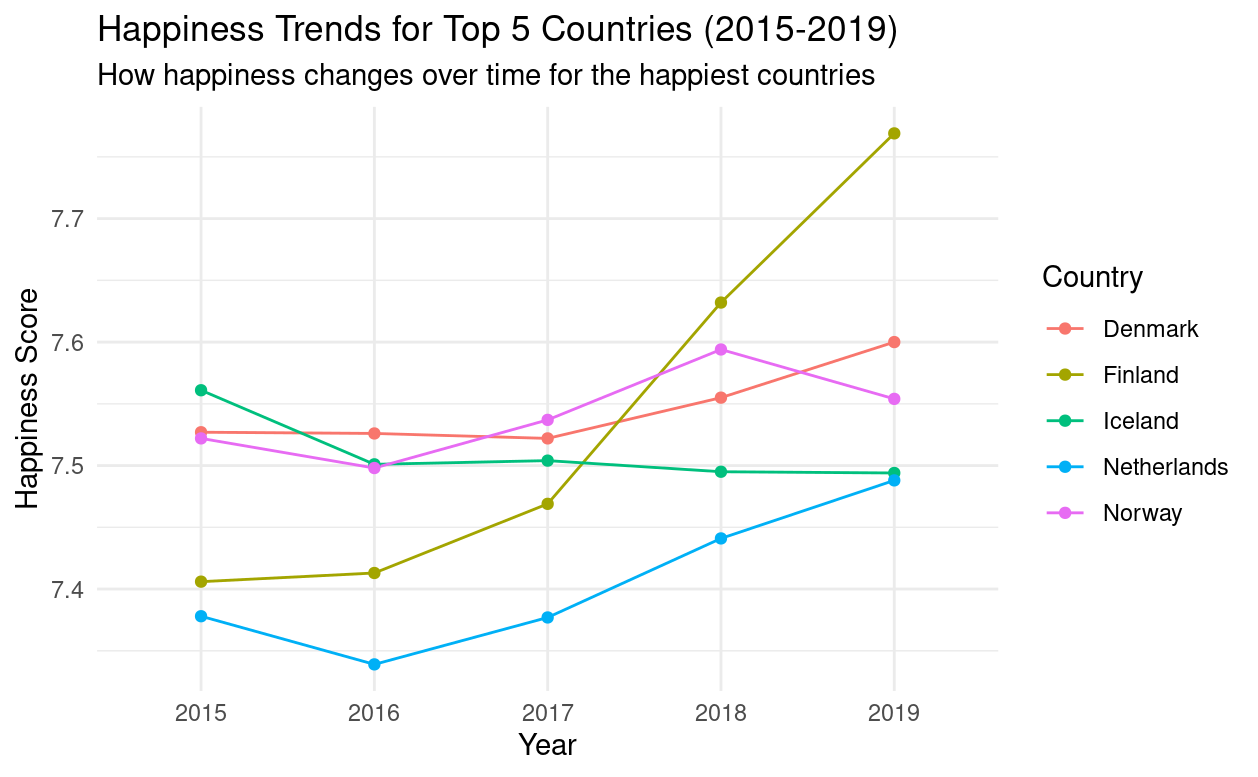 Happiness Trends for Top 5 Countries (2015-2019)
How happiness changes over time for the happiest countries
Happiness Score
7.7
7.6
7.5
7.4
2015 2016 2017 2018 2019
Year
Country
Denmark
Finland
Iceland
Netherlands
Norway